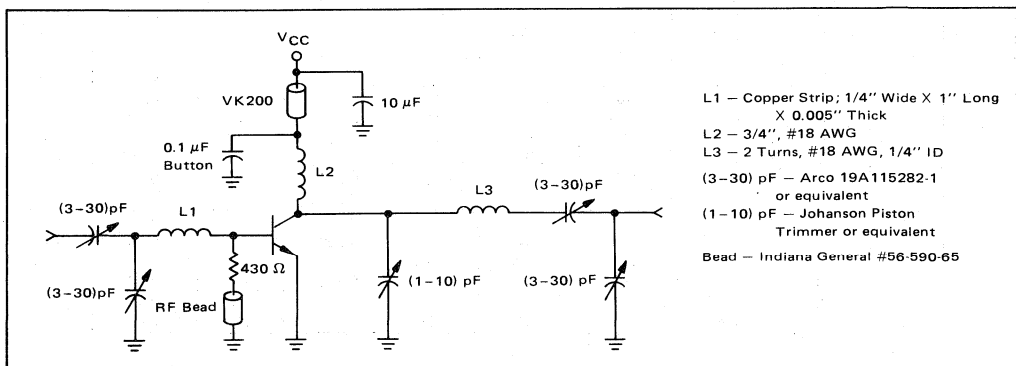 VCC
VK200
10 μF
0.1 μF
Button
L2
(3-30)pF
L1
L3
(3-30)pF
430 Ω
(3-30)pF
RF Bead
(1-10) pF
(3-30) pF
L1 – Copper Strip; 1/4" Wide X 1" Long
X 0.005" Thick
L2 – 3/4", #18 AWG
L3 – 2 Turns, #18 AWG, 1/4" ID
(3-30) pF – Arco 19A115282-1
or equivalent
(1-10) pF – Johanson Piston
Trimmer or equivalent
Bead – Indiana General #56-590-65